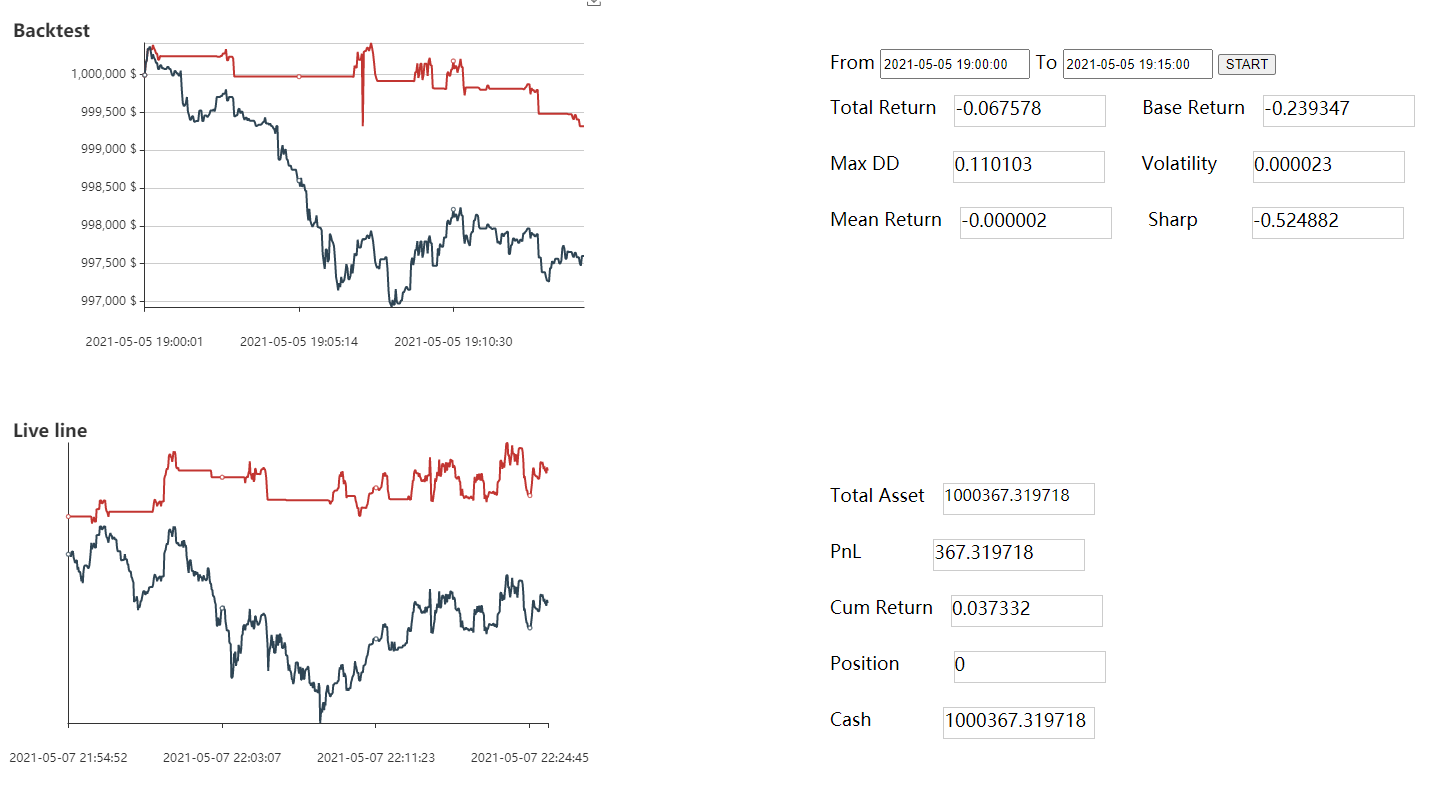 Backtest
1,000,000 $
999,500 $
999,000 $
998,500 $
998,000 $
997,500 $
997,000 $
2021-05-05 19:00:01 2021-05-05 19:05:14 2021-05-05 19:10:30
From 2021-05-05 19:00:00 To 2021-05-05 19:15:00 START
Total Return -0.067578 Base Return -0.239347
Max DD 0.110103 Volatility 0.000023
Mean Return -0.000002 Sharp -0.524882
Live line
2021-05-07 21:54:52 2021-05-07 22:03:07 2021-05-07 22:11:23 2021-05-07 22:24:45
Total Asset 1000367.319718
PnL 367.319718
Cum Return 0.037332
Position 0
Cash 1000367.319718